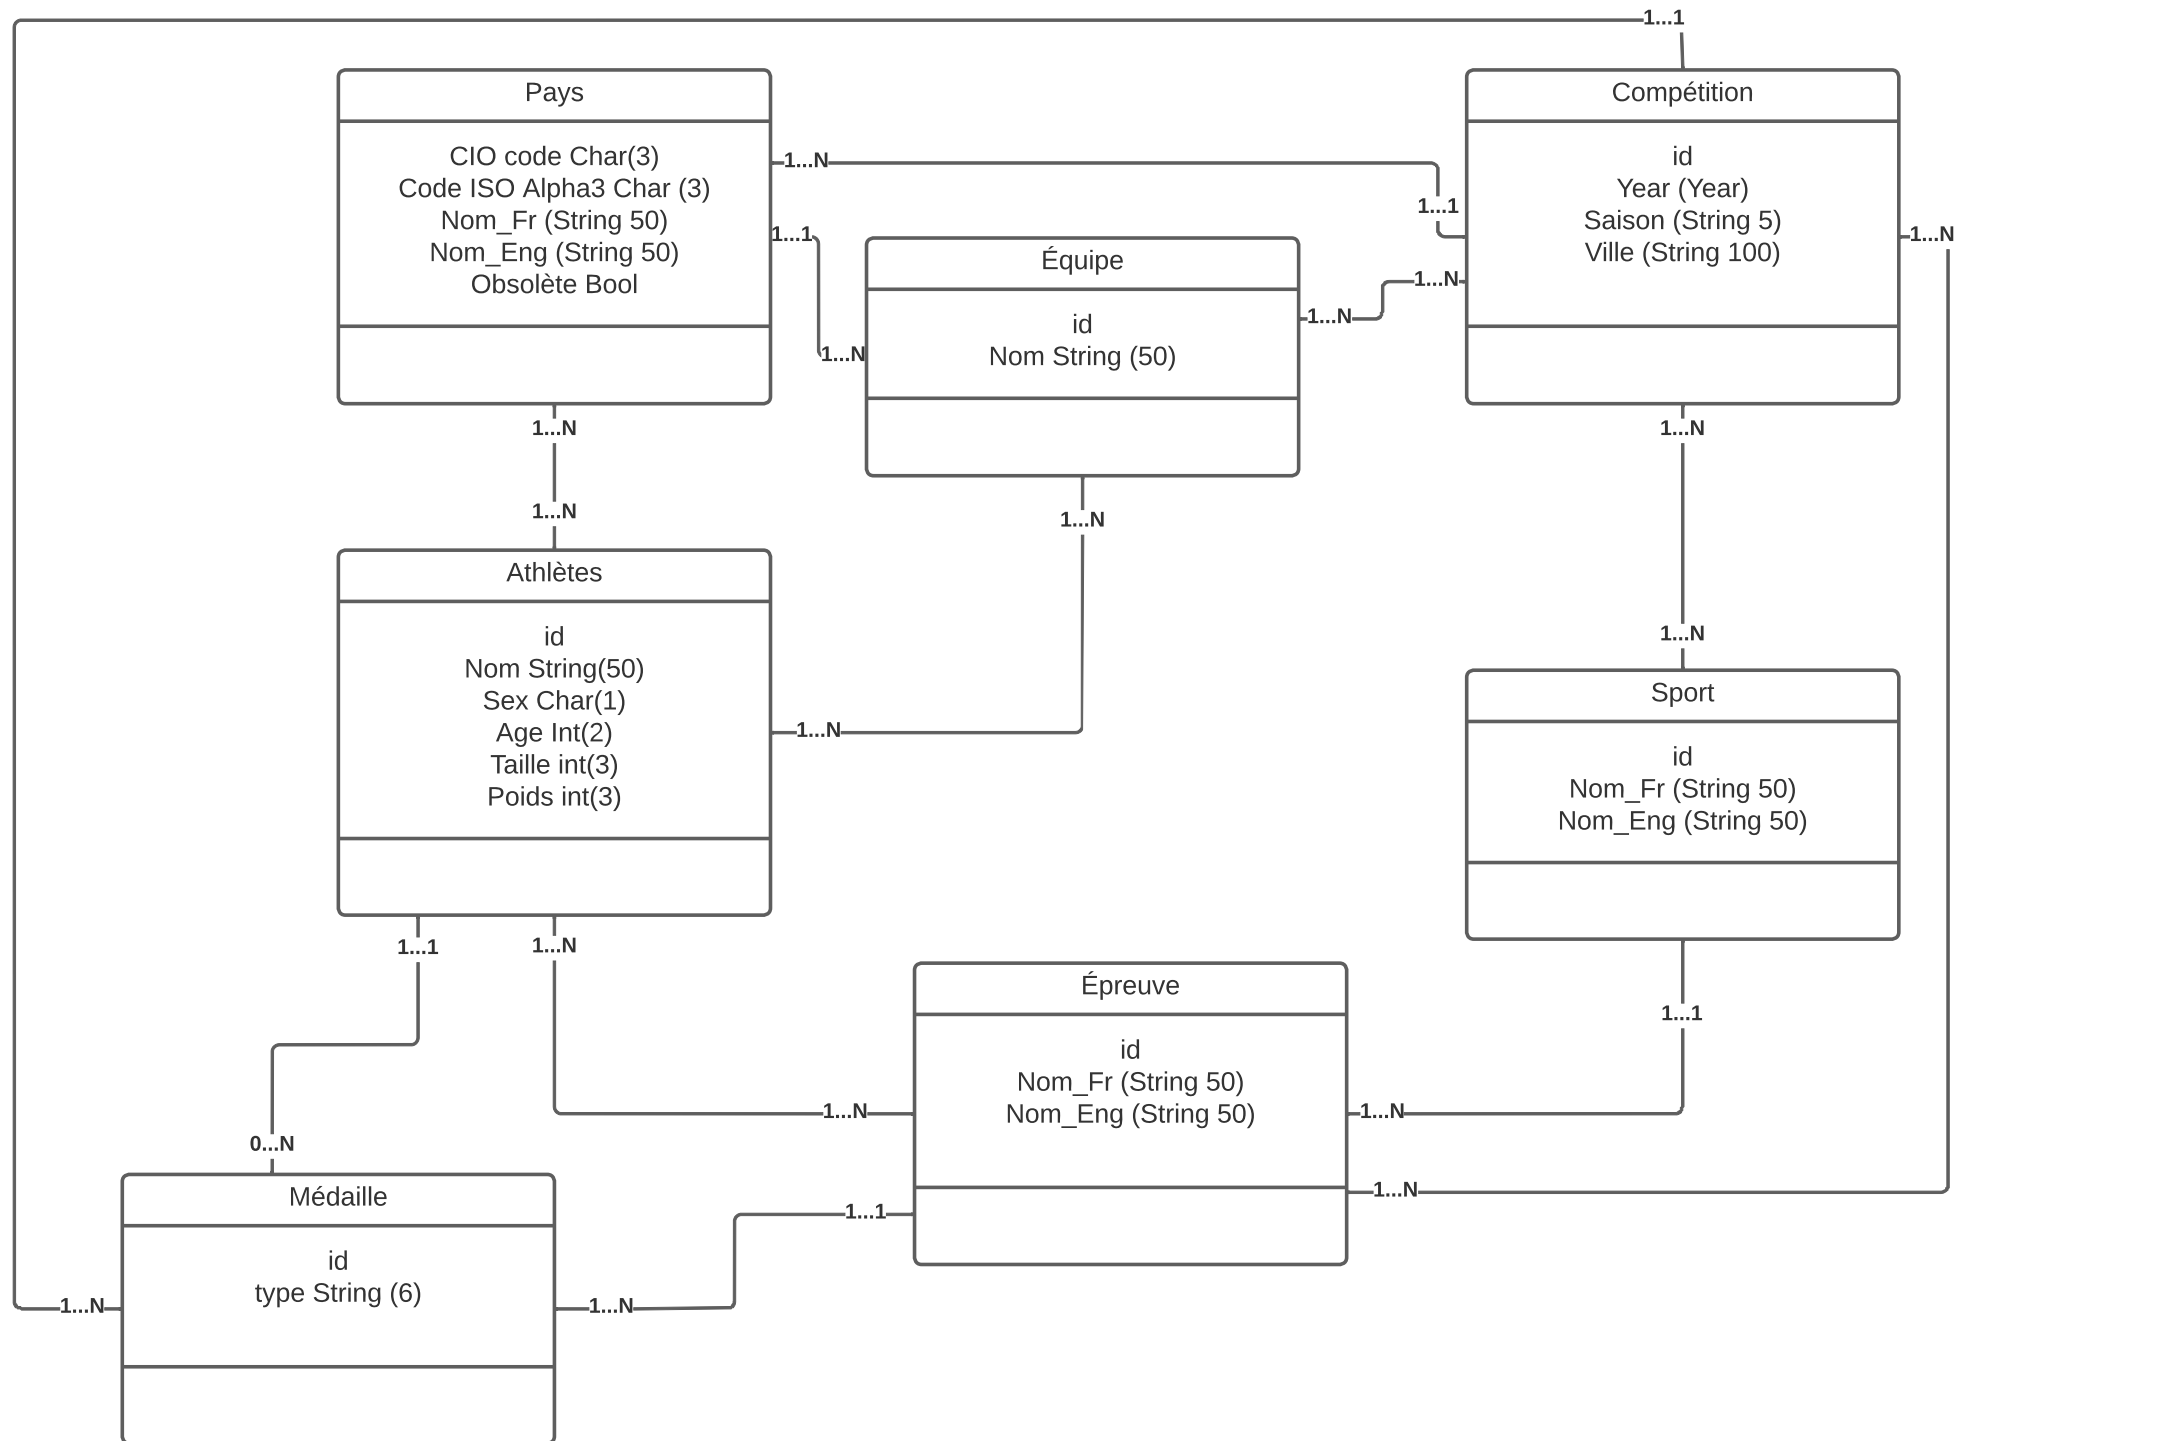 1...1
Pays
CIO code Char(3)
Code ISO Alpha3 Char (3)
Nom_Fr (String 50)
Nom_Eng (String 50)
Obsolète Bool
Compétition
id
Year (Year)
Saison (String 5)
Ville (String 100)
1...N
1...1
1...1
1...N
Équipe
id
Nom String (50)
1...N
1...N
1...N
1...N
1...N
1...N
1...N
Athlètes
id
Nom String(50)
Sex Char(1)
Age Int(2)
Taille int(3)
Poids int(3)
1...N
1...N
Sport
id
Nom_Fr (String 50)
Nom_Eng (String 50)
1...1
1...N
1...1
Épreuve
id
Nom_Fr (String 50)
Nom_Eng (String 50)
1...N
1...N
0...N
1...N
1...1
Médaille
id
type String (6)
1...N
1...N